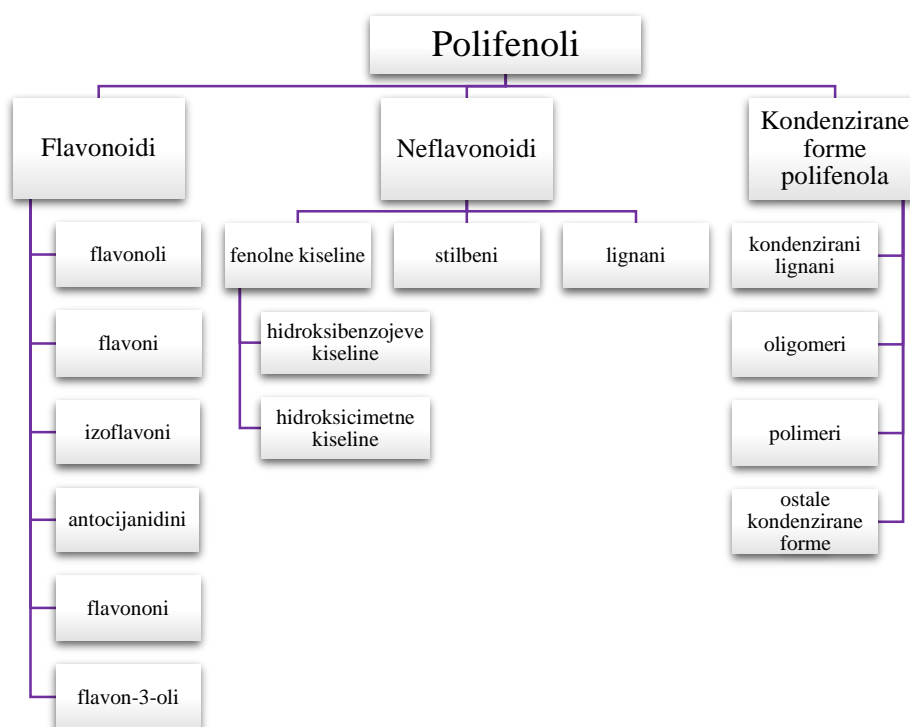 Polifenoli
Flavonoidi
Neflavonoidi
Kondenzirane
forme
polifenola
flavonoli
flavoni
izoflavoni
antocijanidini
flavononi
flavon-3-oli
fenolne kiseline
stilbeni
lignani
hidroksibenzojeve
kiseline
hidroksicimetne
kiseline
kondenzirani
lignani
oligomeri
polimeri
ostale
kondenzirane
forme